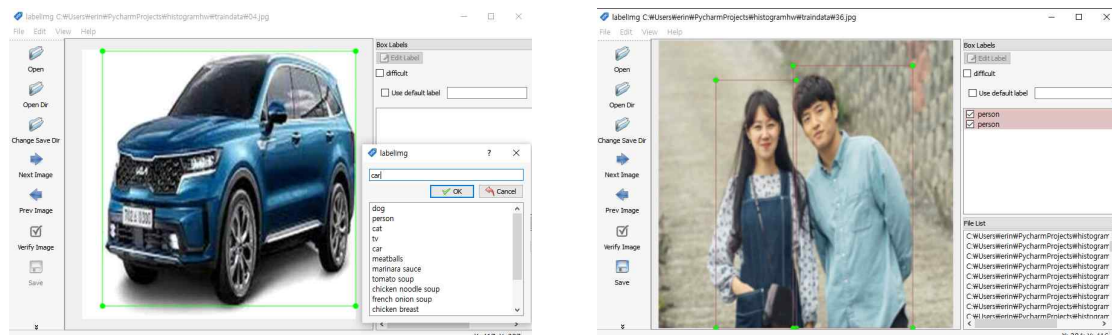 labelImg C:₩Users₩erin₩PycharmProjects₩histogramhw₩traindata₩04.jpg
File Edit View Help
Open
Open Dir
Change Save Dir
Next Image
Prev Image
Verify Image
Save
Box Labels
Edit Label
difficult
Use default label
labelImg
car
OK Cancel
dog
person
cat
tv
car
meatballs
marinara sauce
tomato soup
chicken noodle soup
french onion soup
chicken breast
labelImg C:₩Users₩erin₩PycharmProjects₩histogramhw₩traindata₩36.jpg
File Edit View Help
Open
Open Dir
Change Save Dir
Next Image
Prev Image
Verify Image
Save
Box Labels
Edit Label
difficult
Use default label
person
person
File List
C:₩Users₩erin₩PycharmProjects₩histogram
C:₩Users₩erin₩PycharmProjects₩histogram
C:₩Users₩erin₩PycharmProjects₩histogram
C:₩Users₩erin₩PycharmProjects₩histogram
C:₩Users₩erin₩PycharmProjects₩histogram
C:₩Users₩erin₩PycharmProjects₩histogram
C:₩Users₩erin₩PycharmProjects₩histogram
C:₩Users₩erin₩PycharmProjects₩histogram
C:₩Users₩erin₩PycharmProjects₩histogram